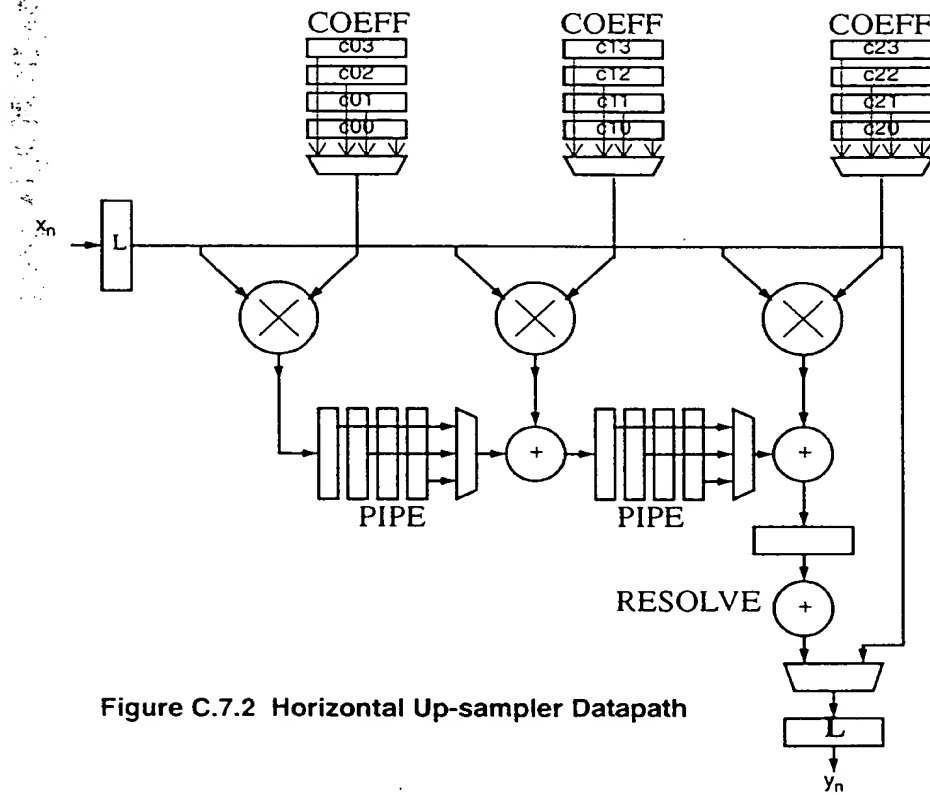 COEFF COEFF COEFF
c03 c13 c23
c02 c12 c22
c01 c11 c21
c00 c10 c20
xn
L
+ +
PIPE PIPE
RESOLVE +
Figure C.7.2 Horizontal Up-sampler Datapath
L
yn